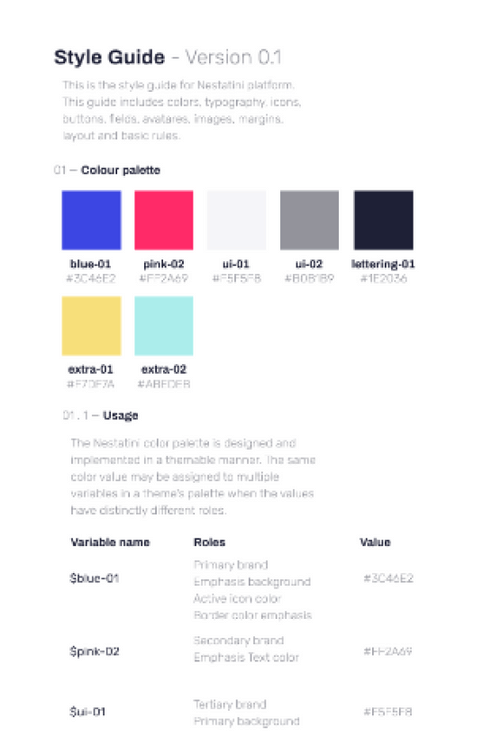 Style Guide - Version 0.1
This is the style guide for Nestatini platform.
This guide includes colors, typography, icons,
buttons, fields, avatares, images, margins,
layout and basic rules.
01 — Colour palette
blue-01 pink-02 ui-01 ui-02 lettering-01
#3C46E2 #FF2A69 #F5F5F8 #1E2036
extra-01 extra-02
#F7DF7A #ABEDEB
01.1 — Usage
The Nestatini color palette is designed and
implemented in a themable manner. The same
color value may be assigned to multiple
variables in a theme's palette when the values
have distinctly different roles.
Variable name Roles Value
Primary brand
Emphasis background
$blue-01 #3C46E2
Active icon color
Border color emphasis
Secondary brand
$pink-02 #FF2A69
Emphasis Text color
Tertiary brand
$ui-01 #F5F5F8
Primary background